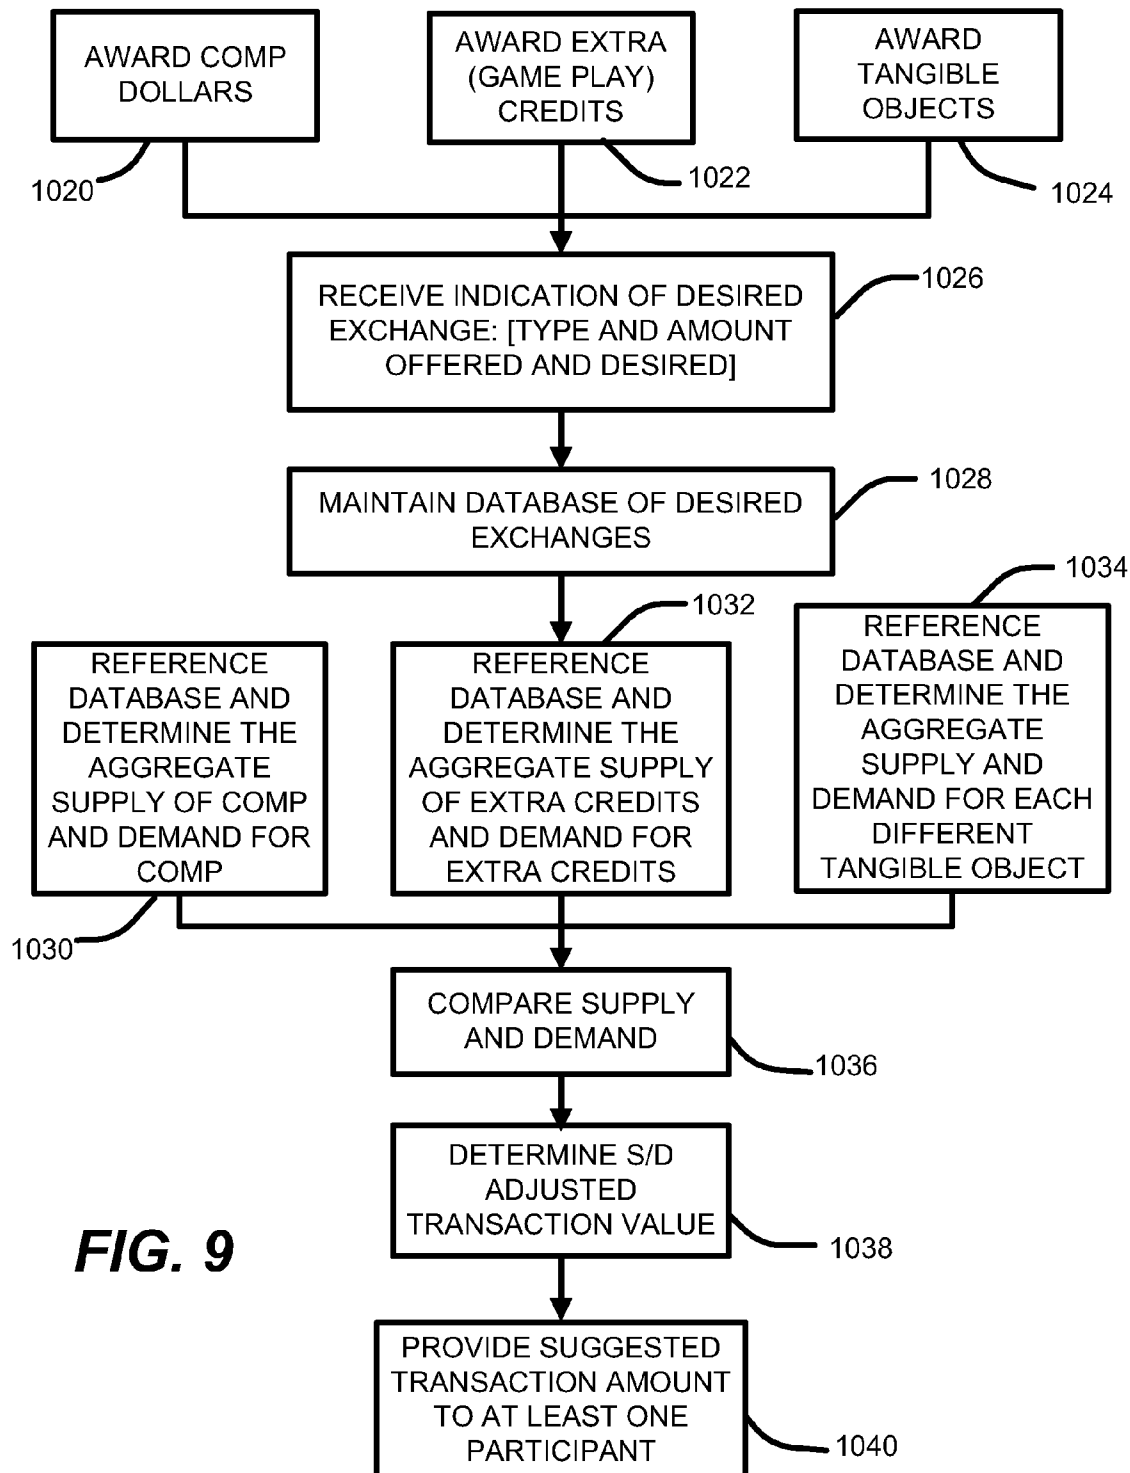 AWARD COMP
DOLLARS
AWARD EXTRA
(GAME PLAY)
CREDITS
AWARD
TANGIBLE
OBJECTS
1020
1022
1024
RECEIVE INDICATION OF DESIRED
EXCHANGE: [TYPE AND AMOUNT
OFFERED AND DESIRED]
1026
MAINTAIN DATABASE OF DESIRED
EXCHANGES
1028
REFERENCE
DATABASE AND
DETERMINE THE
AGGREGATE
SUPPLY OF COMP
AND DEMAND FOR
COMP
1030
1032
REFERENCE
DATABASE AND
DETERMINE THE
AGGREGATE SUPPLY
OF EXTRA CREDITS
AND DEMAND FOR
EXTRA CREDITS
1034
REFERENCE
DATABASE AND
DETERMINE THE
AGGREGATE
SUPPLY AND
DEMAND FOR EACH
DIFFERENT
TANGIBLE OBJECT
COMPARE SUPPLY
AND DEMAND
1036
DETERMINE S/D
ADJUSTED
TRANSACTION VALUE
1038
FIG. 9
PROVIDE SUGGESTED
TRANSACTION AMOUNT
TO AT LEAST ONE
PARTICIPANT
1040